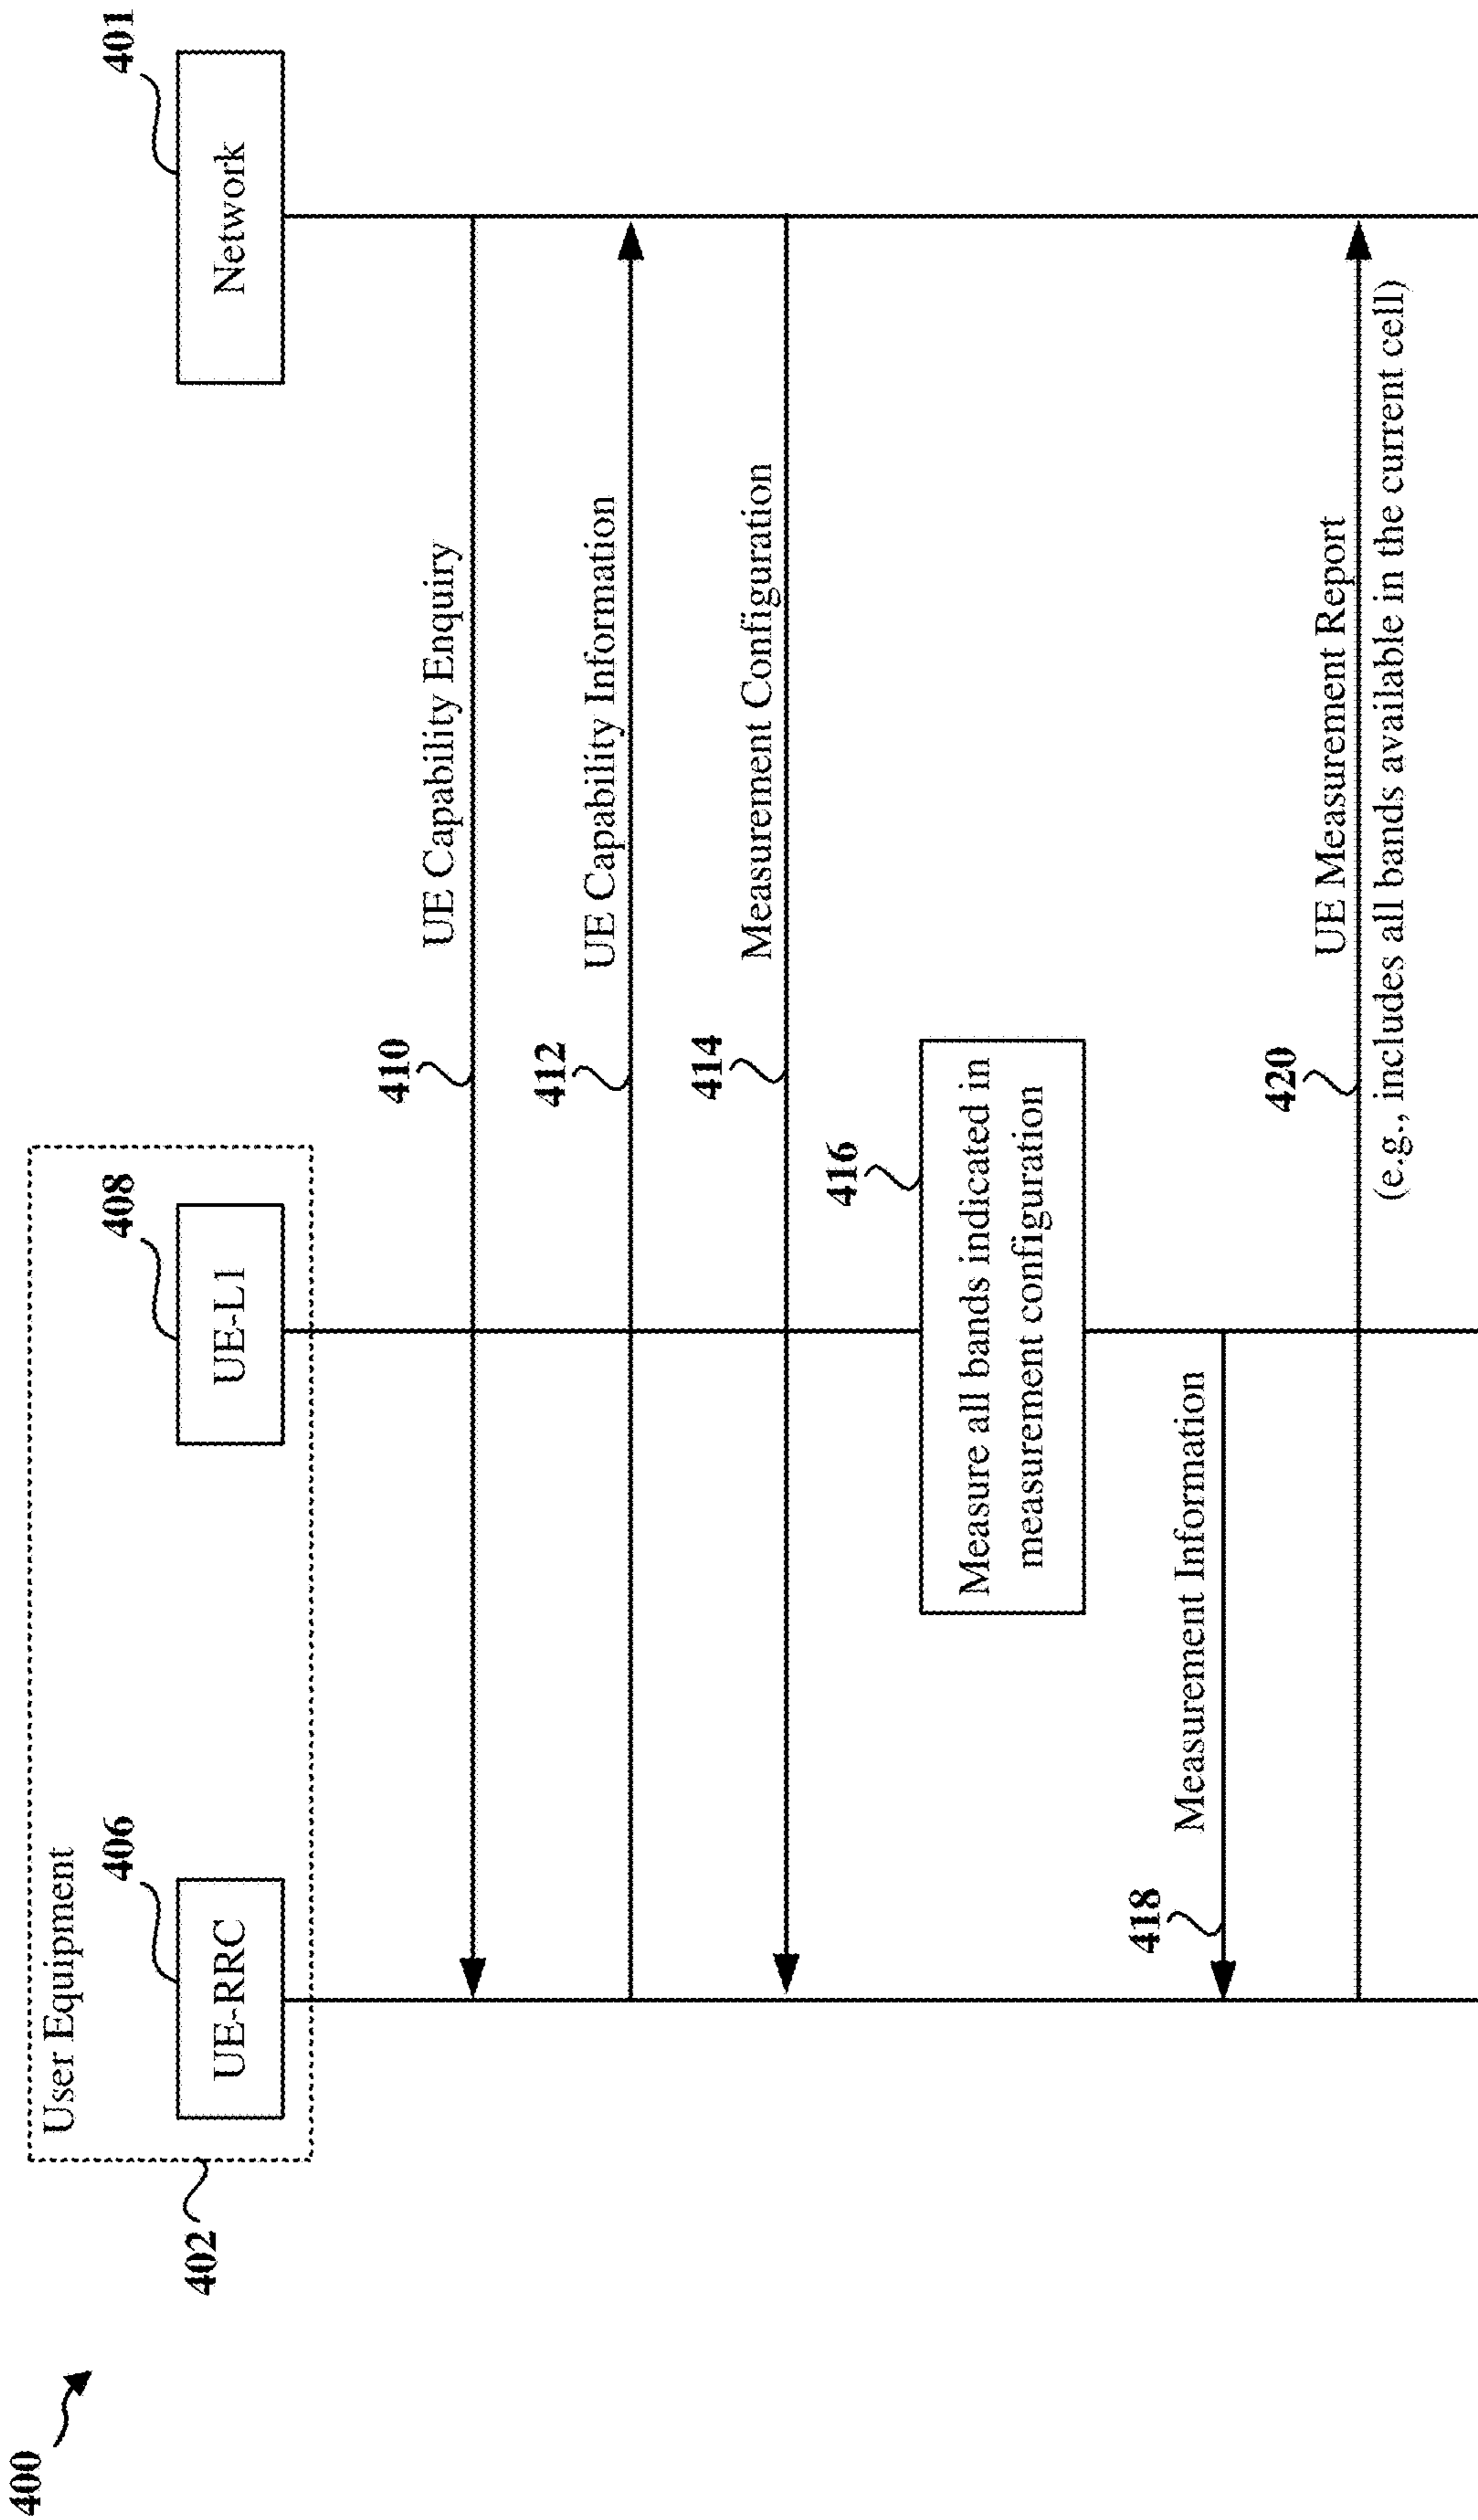 400
402
User Equipment
406
UE-RRC
408
UE-L1
401
Network
410
UE Capability Enquiry
412
UE Capability Information
414
Measurement Configuration
416
Measure all bands indicated in
measurement configuration
418
Measurement Information
420
UE Measurement Report
(e.g., includes all bands available in the current cell)